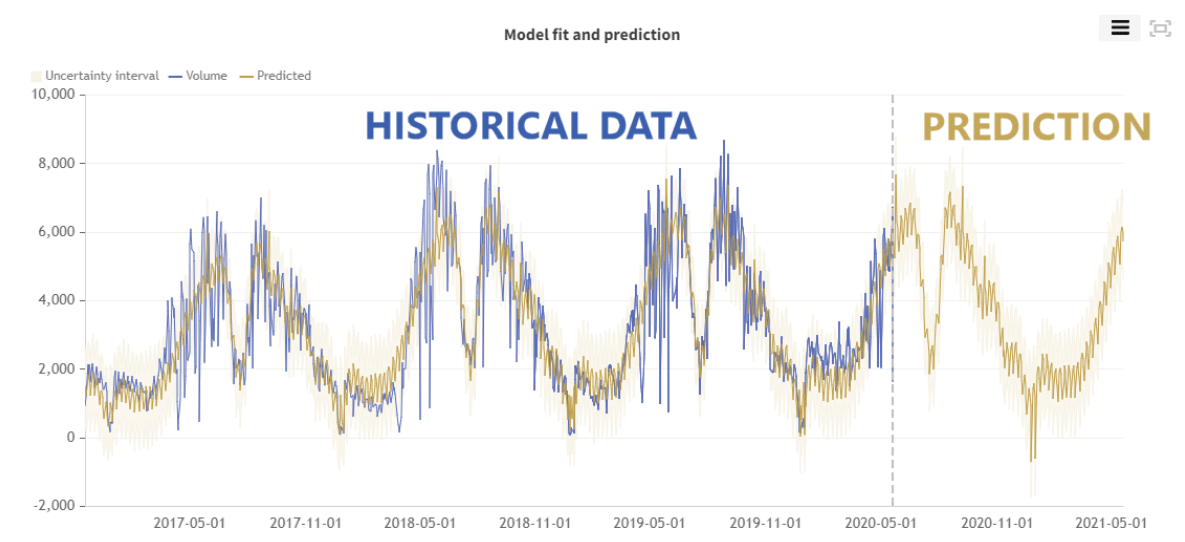 Model fit and prediction
Uncertainty interval Volume Predicted
10,000
HISTORICAL DATA
PREDICTION
8,000
6,000
4,000
2,000
0
-2,000
2017-05-01 2017-11-01 2018-05-01 2018-11-01 2019-05-01 2019-11-01 2020-05-01 2020-11-01 2021-05-01